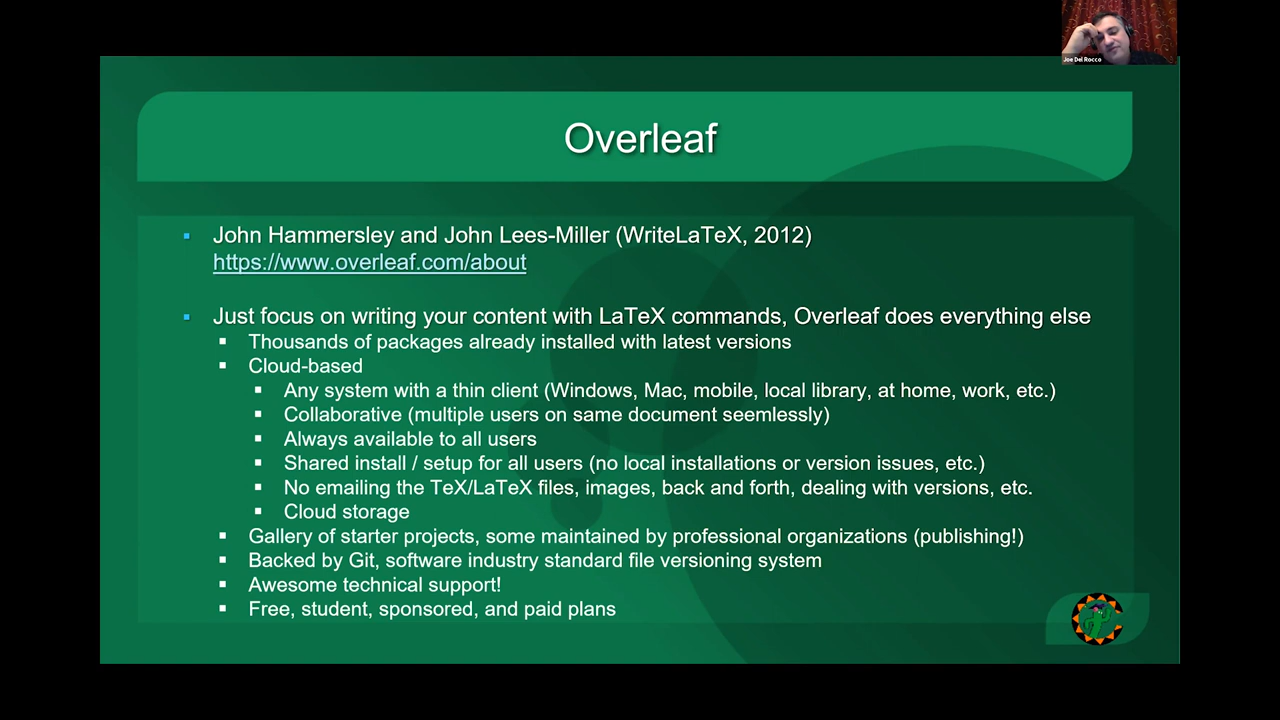 Joe Del Rocco
Overleaf
John Hammersley and John Lees-Miller (WriteLaTeX, 2012)
https://www.overleaf.com/about
Just focus on writing your content with LaTeX commands, Overleaf does everything else
Thousands of packages already installed with latest versions
Cloud-based
Any system with a thin client (Windows, Mac, mobile, local library, at home, work, etc.)
Collaborative (multiple users on same document seemlessly)
Always available to all users
Shared install / setup for all users (no local installations or version issues, etc.)
No emailing the TeX/LaTeX files, images, back and forth, dealing with versions, etc.
Cloud storage
Gallery of starter projects, some maintained by professional organizations (publishing!)
Backed by Git, software industry standard file versioning system
Awesome technical support!
Free, student, sponsored, and paid plans